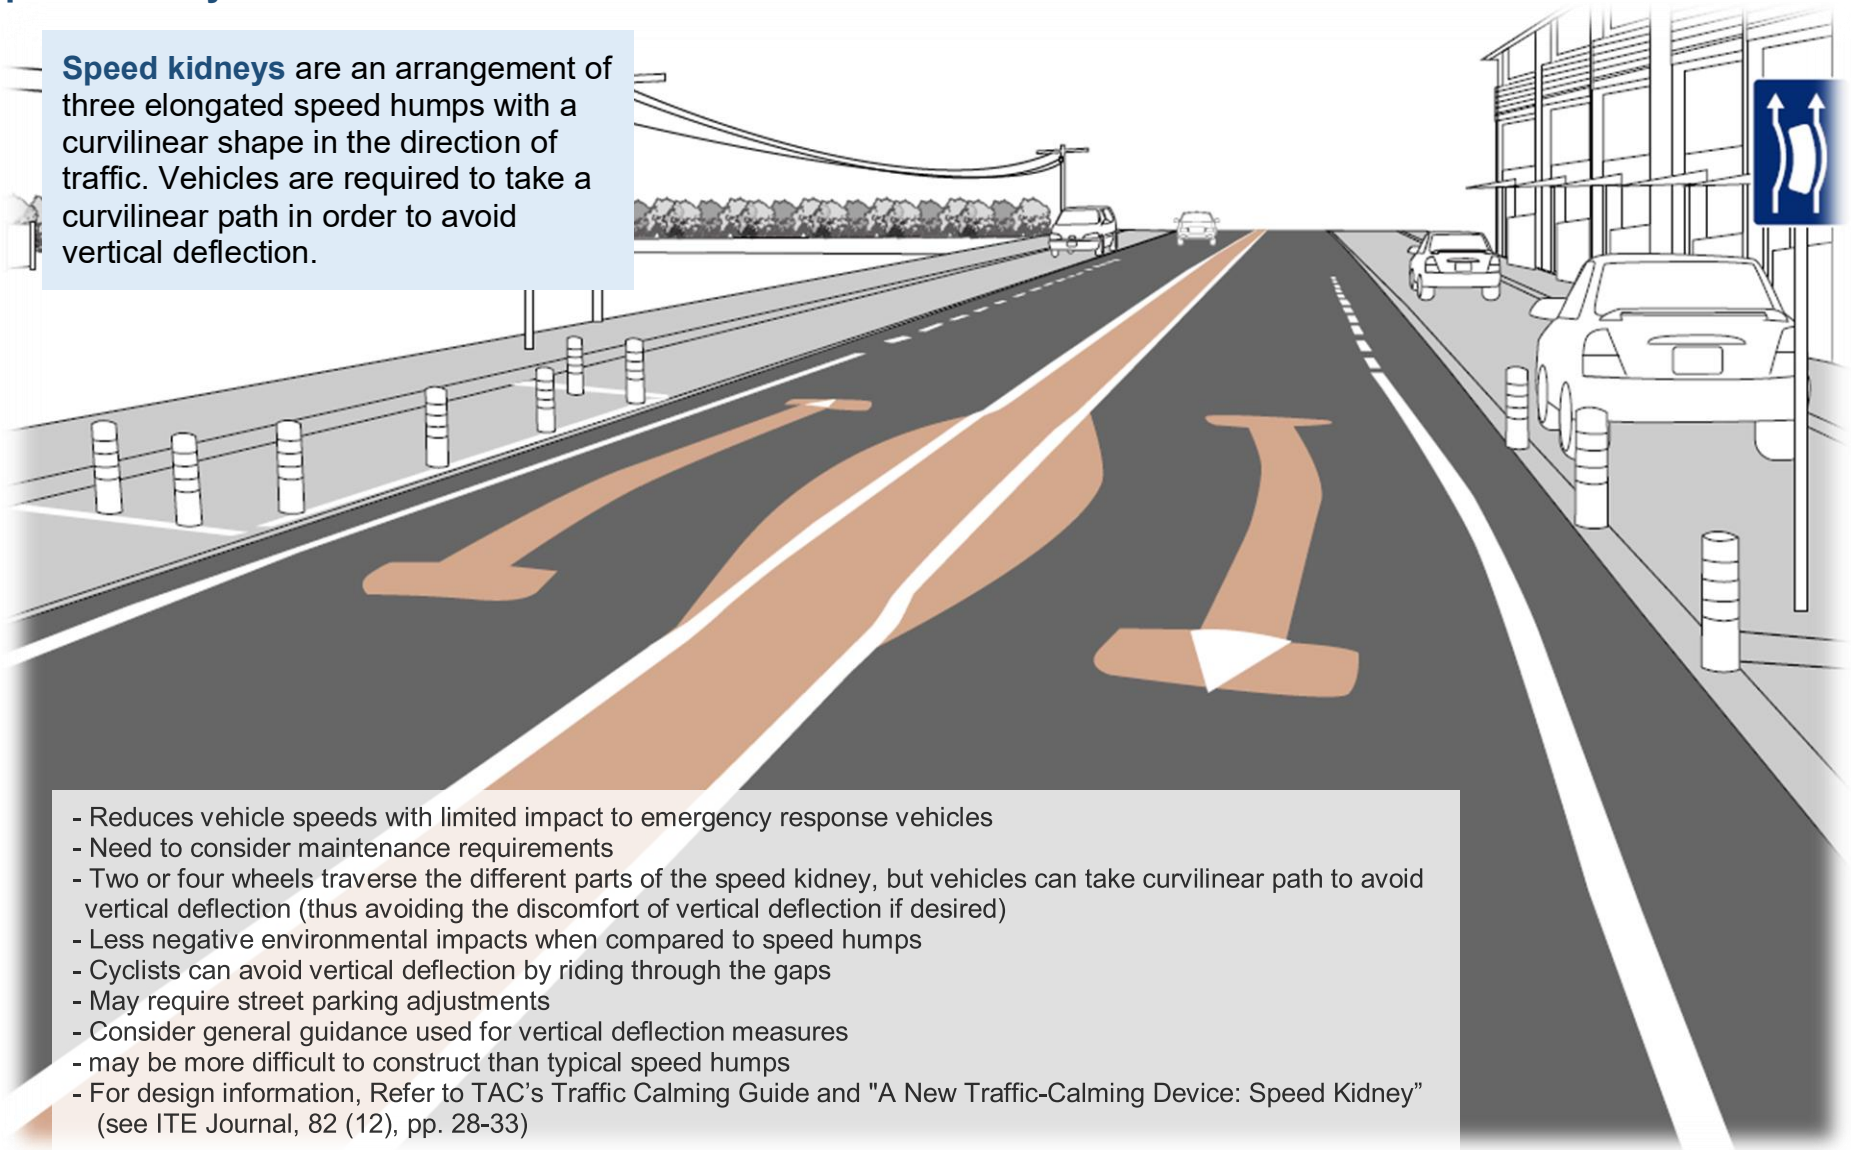 Speed kidneys are an arrangement of
three elongated speed humps with a
curvilinear shape in the direction of
traffic. Vehicles are required to take a
curvilinear path in order to avoid
vertical deflection.
- Reduces vehicle speeds with limited impact to emergency response vehicles
- Need to consider maintenance requirements
- Two or four wheels traverse the different parts of the speed kidney, but vehicles can take curvilinear path to avoid
vertical deflection (thus avoiding the discomfort of vertical deflection if desired)
- Less negative environmental impacts when compared to speed humps
- Cyclists can avoid vertical deflection by riding through the gaps
- May require street parking adjustments
- Consider general guidance used for vertical deflection measures
- may be more difficult to construct than typical speed humps
- For design information, Refer to TAC’s Traffic Calming Guide and "A New Traffic-Calming Device: Speed Kidney”
(see ITE Journal, 82 (12), pp. 28-33)